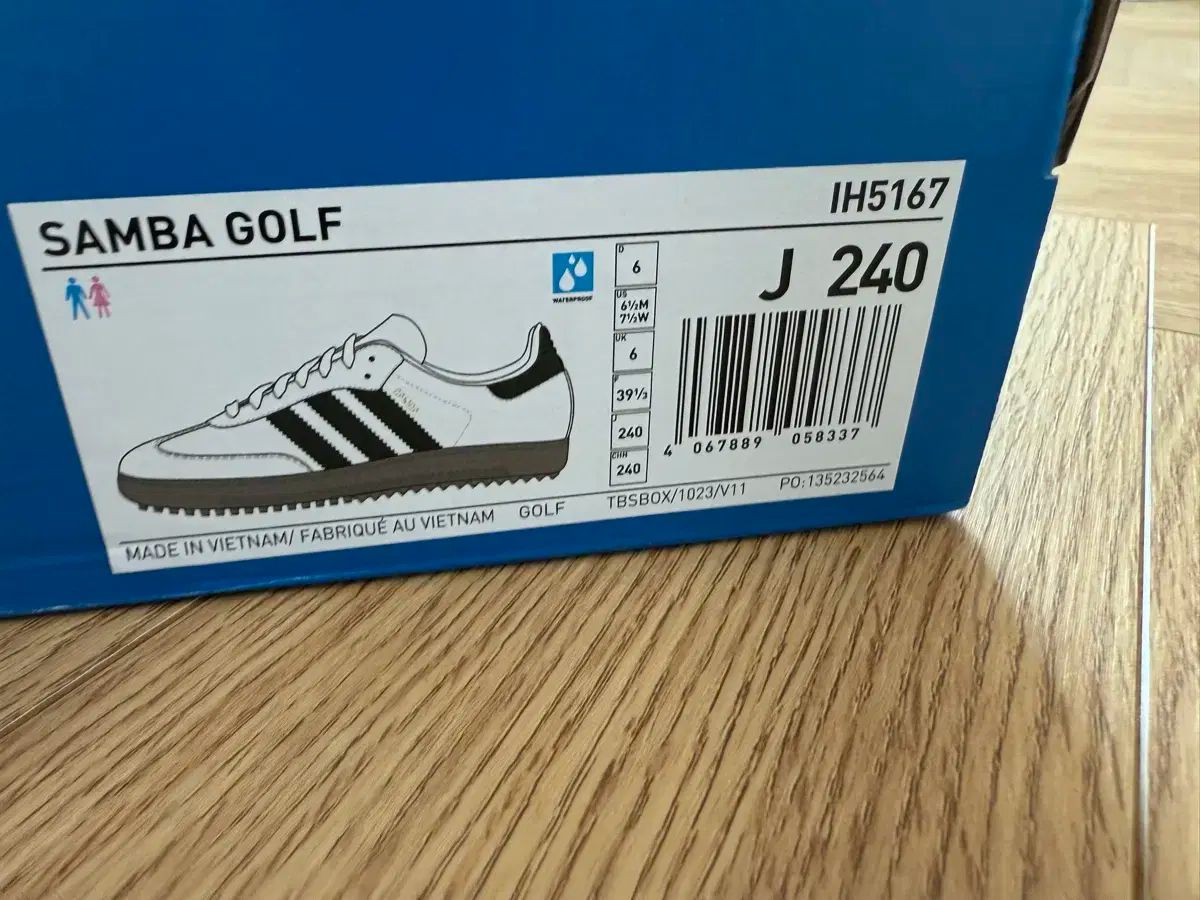 SAMBA GOLF
IH5167
WATERPROOF
D
6
US
6½M
7½W
UK
6
F
39⅓
J
240
CHN
240
J 240
4 067889 058337
MADE IN VIETNAM/ FABRIQUÉ AU VIETNAM
GOLF
TBSBOX/1023/V11
PO:135232564